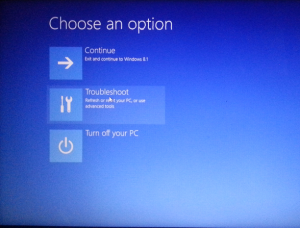 Choose an option
Continue
Exit and continue to Windows 8.1
Troubleshoot
Refresh or reset your PC, or use
advanced tools
Turn off your PC